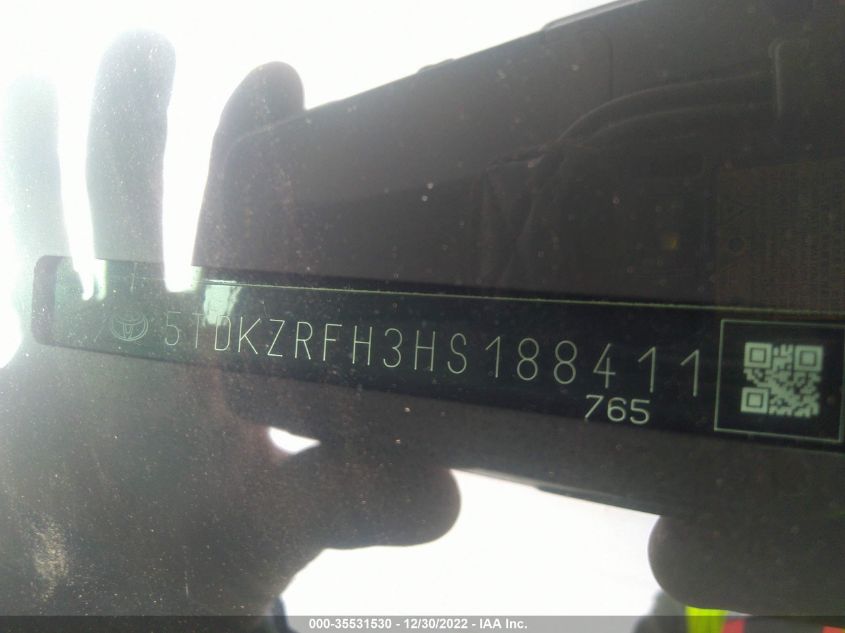 5TDKZRFH3HS188411
765
000-35531530 - 12/30/2022 - IAA Inc.